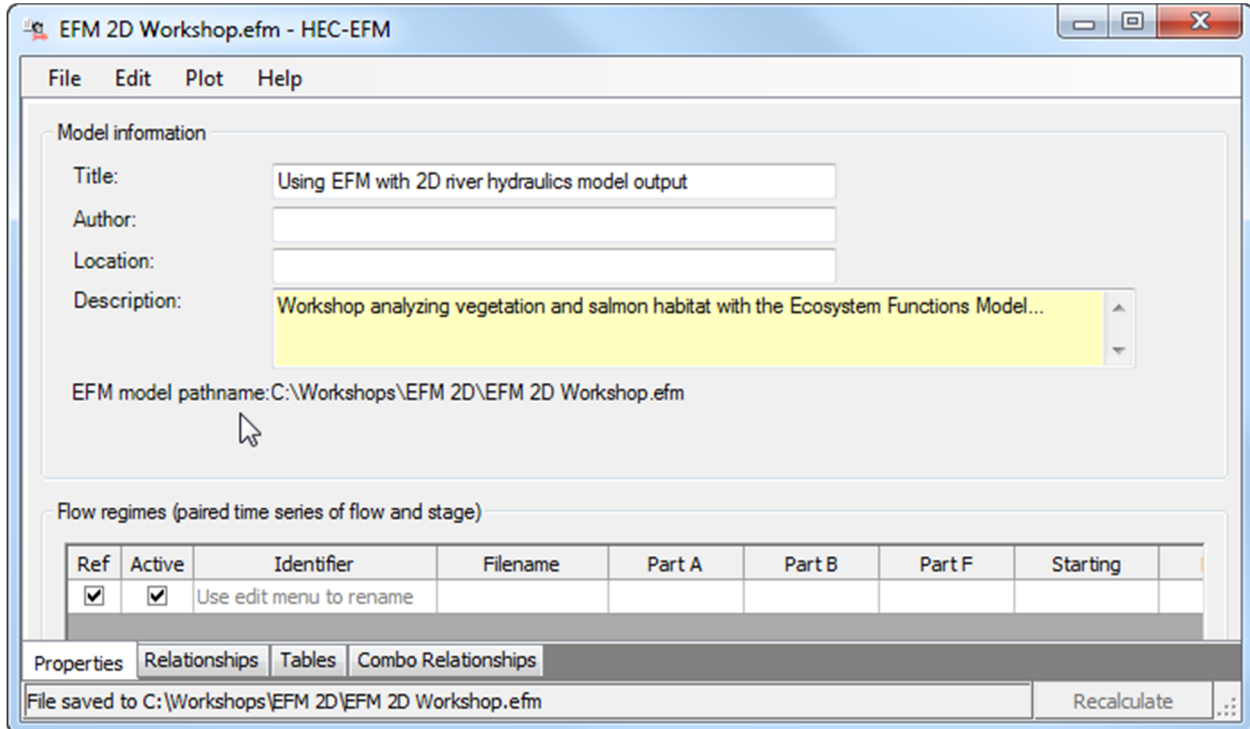 EFM 2D Workshop.efm - HEC-EFM
File Edit Plot Help
Model information
Title: Using EFM with 2D river hydraulics model output
Author:
Location:
Description: Workshop analyzing vegetation and salmon habitat with the Ecosystem Functions Model...
EFM model pathname:C:\Workshops\EFM 2D\EFM 2D Workshop.efm
Flow regimes (paired time series of flow and stage)
Ref Active Identifier Filename Part A Part B Part F Starting
Use edit menu to rename
Properties Relationships Tables Combo Relationships
File saved to C:\Workshops\EFM 2D\EFM 2D Workshop.efm Recalculate